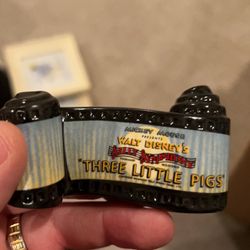 MICKEY MOUSE
PRESENTS
WALT DISNEY'S
SILLY SYMPHONY
"THREE LITTLE PIGS"